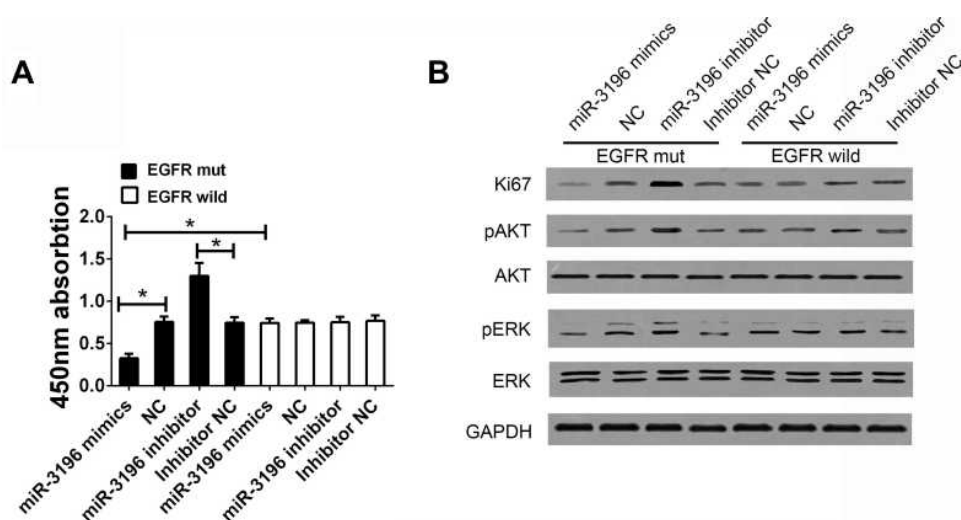 A
EGFR mut
EGFR wild
450nm absorbtion
2.0
1.5
1.0
0.5
0.0
*
*
*
miR-3196 mimics
NC
miR-3196 inhibitor
Inhibitor NC
miR-3196 mimics
NC
miR-3196 inhibitor
Inhibitor NC
B
miR-3196 mimics
NC
miR-3196 inhibitor
Inhibitor NC
miR-3196 mimics
NC
miR-3196 inhibitor
Inhibitor NC
EGFR mut
EGFR wild
Ki67
pAKT
AKT
pERK
ERK
GAPDH